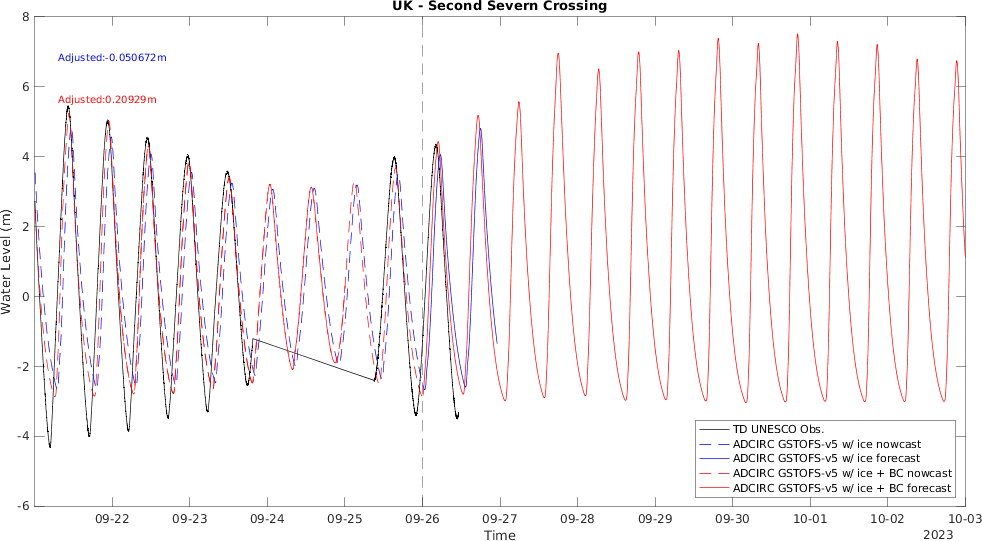 UK - Second Severn Crossing
8
6
4
2
0
-2
-4
-6
Water Level (m)
Adjusted:-0.050672m
Adjusted:0.20929m
TD UNESCO Obs.
ADCIRC GSTOFS-v5 w/ ice nowcast
ADCIRC GSTOFS-v5 w/ ice forecast
ADCIRC GSTOFS-v5 w/ ice + BC nowcast
ADCIRC GSTOFS-v5 w/ ice + BC forecast
09-22 09-23 09-24 09-25 09-26 09-27 09-28 09-29 09-30 10-01 10-02 10-03
Time
2023